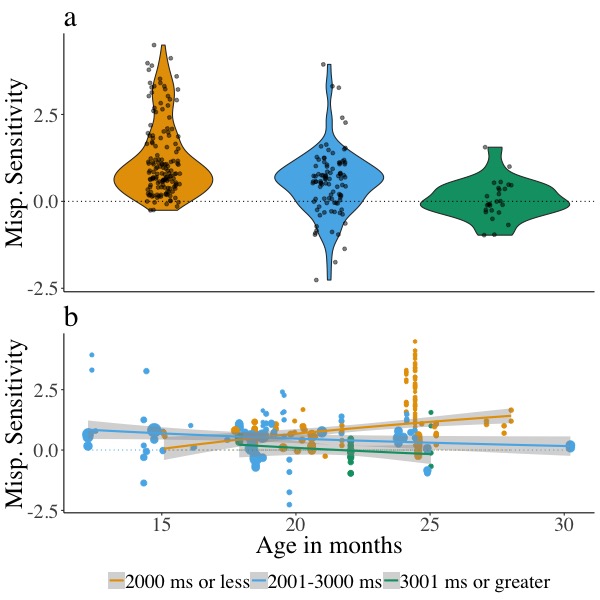 a
Misp. Sensitivity
2.5
0.0
-2.5
b
Misp. Sensitivity
2.5
0.0
-2.5
15 20 25 30
Age in months
2000 ms or less 2001-3000 ms 3001 ms or greater